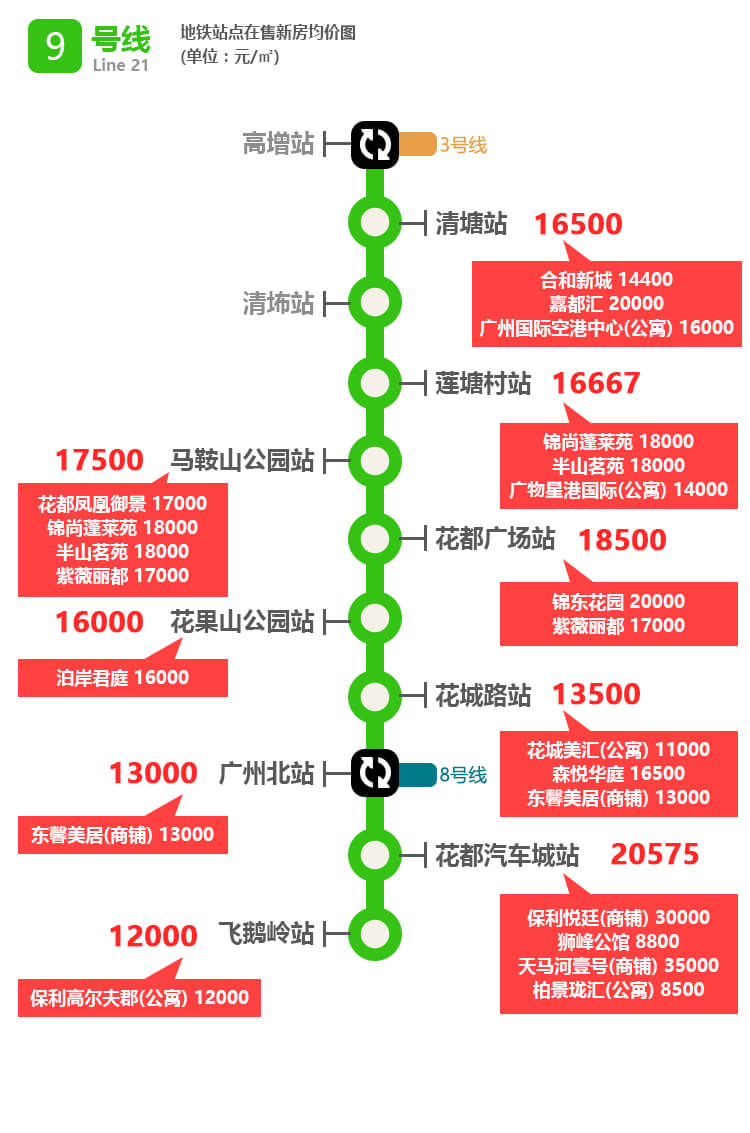 9 号线
Line 21
地铁站点在售新房均价图
(单位：元/㎡)
高增站
3号线
清塘站 16500
合和新城 14400
嘉都汇 20000
广州国际空港中心(公寓) 16000
清㘵站
莲塘村站 16667
锦尚蓬莱苑 18000
半山茗苑 18000
广物星港国际(公寓) 14000
17500 马鞍山公园站
花都凤凰御景 17000
锦尚蓬莱苑 18000
半山茗苑 18000
紫薇丽都 17000
花都广场站 18500
锦东花园 20000
紫薇丽都 17000
16000 花果山公园站
泊岸君庭 16000
花城路站 13500
花城美汇(公寓) 11000
森悦华庭 16500
东馨美居(商铺) 13000
13000 广州北站
8号线
东馨美居(商铺) 13000
花都汽车城站 20575
保利悦廷(商铺) 30000
狮峰公馆 8800
天马河壹号(商铺) 35000
柏景珑汇(公寓) 8500
12000 飞鹅岭站
保利高尔夫郡(公寓) 12000